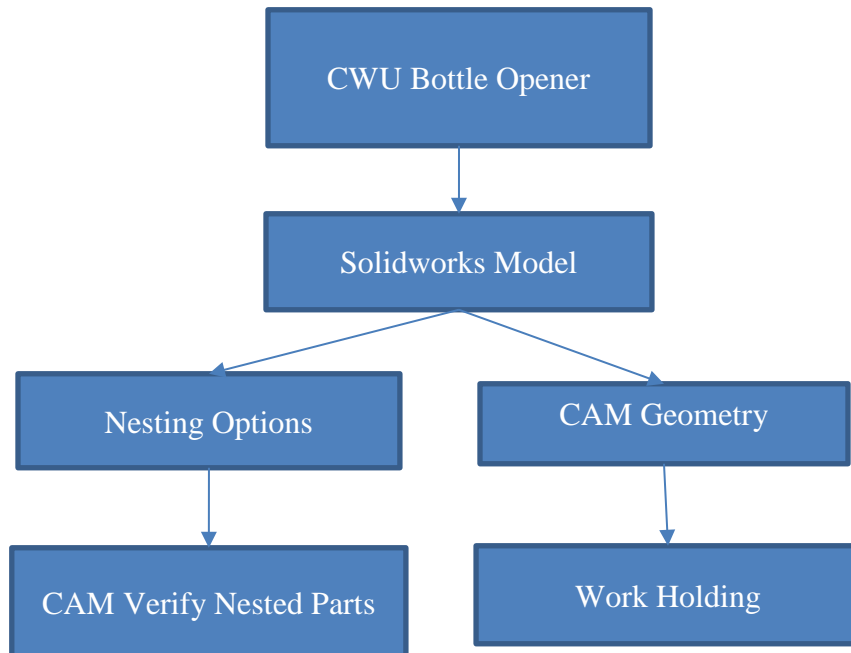 CWU Bottle Opener
Solidworks Model
Nesting Options
CAM Geometry
CAM Verify Nested Parts
Work Holding